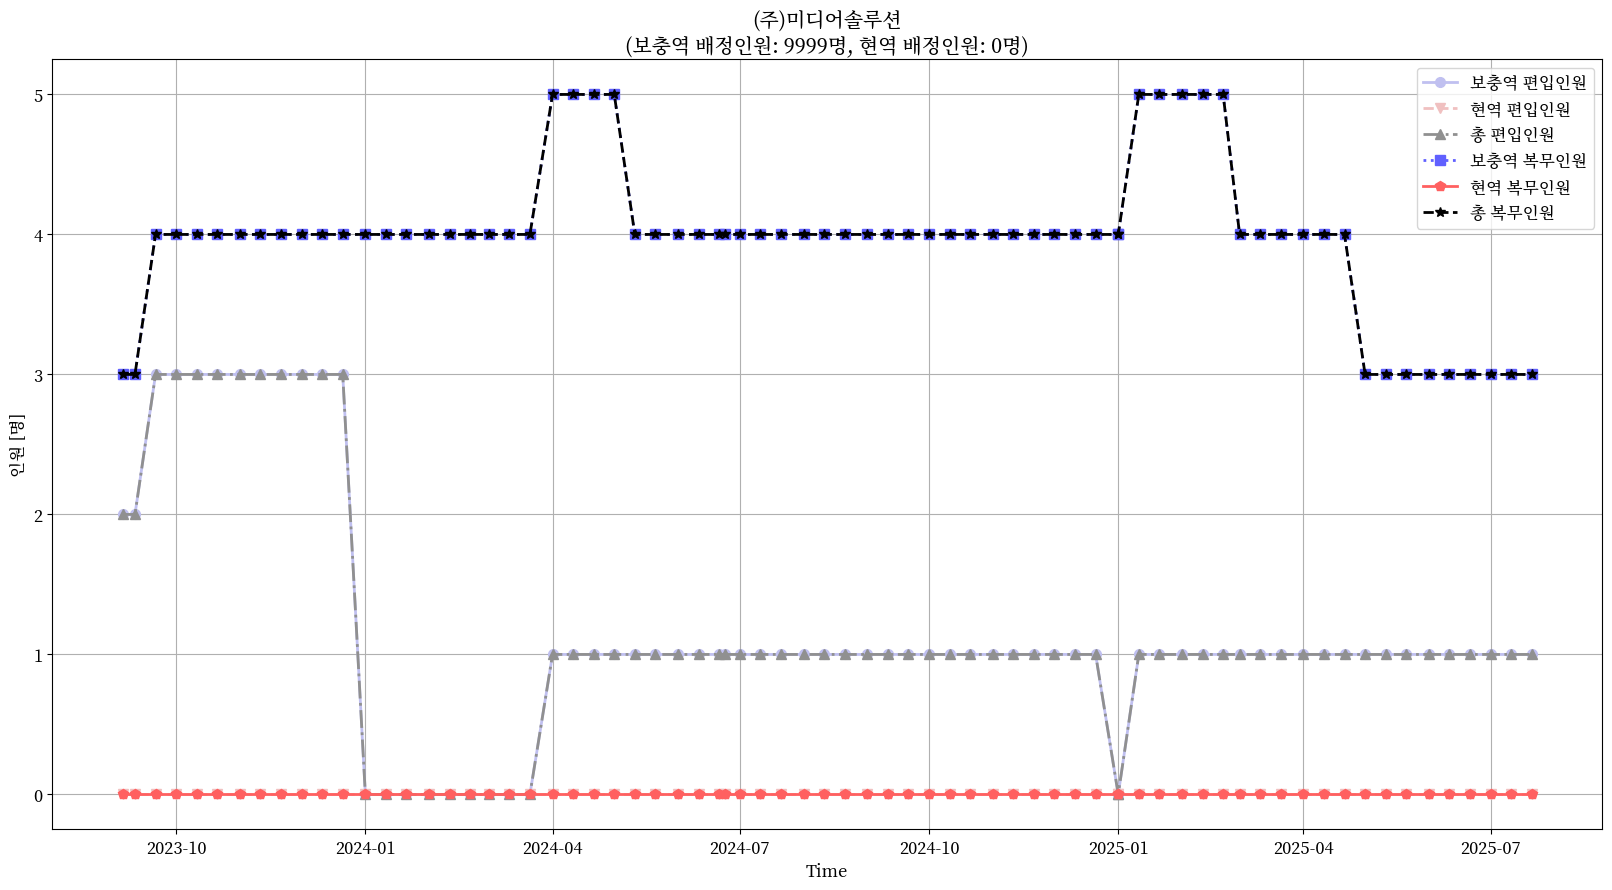 (주)미디어솔루션
(보충역 배정인원: 9999명, 현역 배정인원: 0명)
보충역 편입인원
현역 편입인원
총 편입인원
보충역 복무인원
현역 복무인원
총 복무인원
인원 [명]
5
4
3
2
1
0
2023-10 2024-01 2024-04 2024-07 2024-10 2025-01 2025-04 2025-07
Time